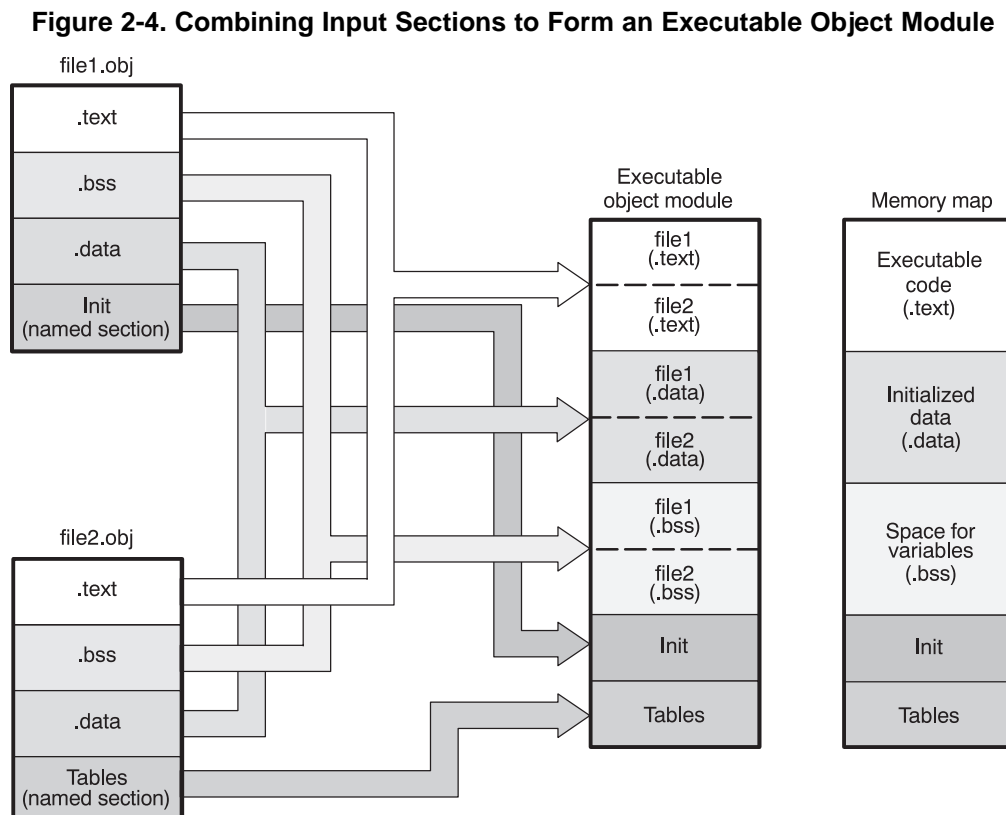 Figure 2-4. Combining Input Sections to Form an Executable Object Module
file1.obj
.text
.bss
.data
Init
(named section)
file2.obj
.text
.bss
.data
Tables
(named section)
Executable
object module
file1
(.text)
file2
(.text)
file1
(.data)
file2
(.data)
file1
(.bss)
file2
(.bss)
Init
Tables
Memory map
Executable
code
(.text)
Initialized
data
(.data)
Space for
variables
(.bss)
Init
Tables